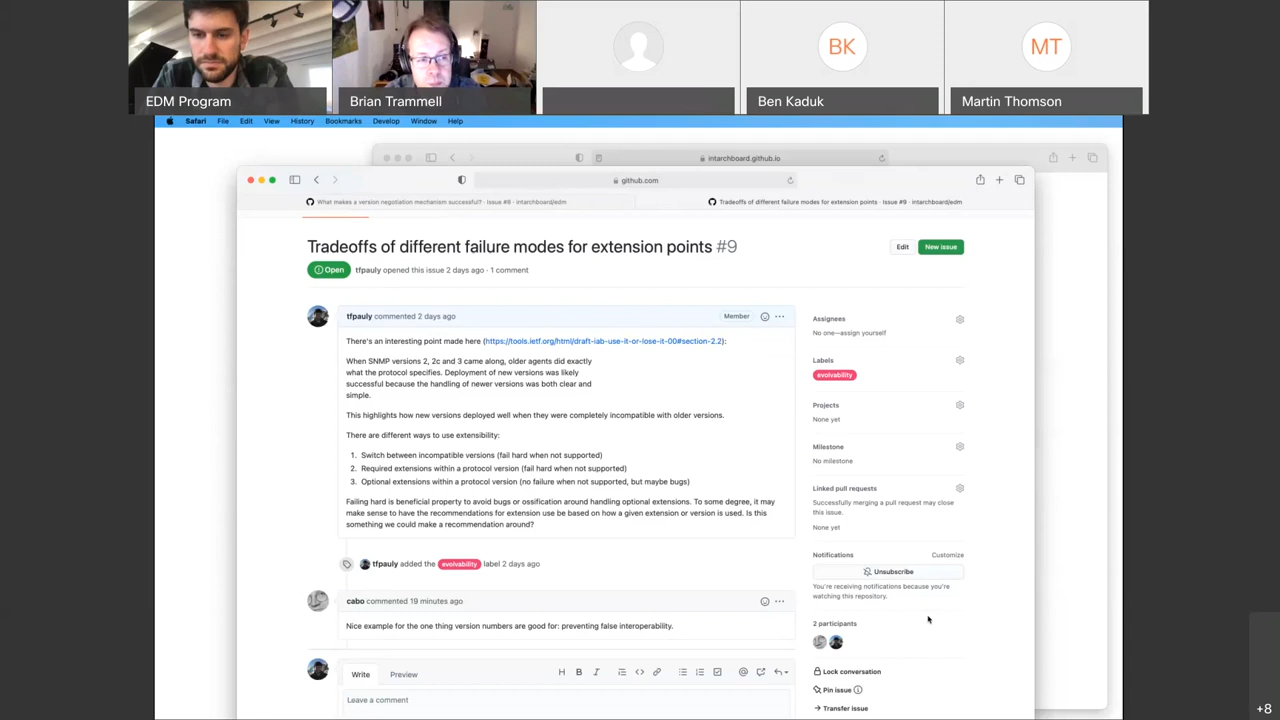 EDM Program
Brian Trammell
BK
Ben Kaduk
MT
Martin Thomson
Safari File Edit View History Bookmarks Develop Window Help
intarchboard.github.io
github.com
What makes a version negotiation mechanism successful? · Issue #8 · intarchboard/edm
Tradeoffs of different failure modes for extension points · Issue #9 · intarchboard/edm
Tradeoffs of different failure modes for extension points #9
Edit
New issue
Open
tfpauly opened this issue 2 days ago · 1 comment
tfpauly commented 2 days ago
Member
There's an interesting point made here (https://tools.ietf.org/html/draft-iab-use-it-or-lose-it-00#section-2.2):
When SNMP versions 2, 2c and 3 came along, older agents did exactly
what the protocol specifies. Deployment of new versions was likely
successful because the handling of newer versions was both clear and
simple.
This highlights how new versions deployed well when they were completely incompatible with older versions.
There are different ways to use extensibility:
1. Switch between incompatible versions (fail hard when not supported)
2. Required extensions within a protocol version (fail hard when not supported)
3. Optional extensions within a protocol version (no failure when not supported, but maybe bugs)
Failing hard is beneficial property to avoid bugs or ossification around handling optional extensions. To some degree, it may
make sense to have the recommendations for extension use be based on how a given extension or version is used. Is this
something we could make a recommendation around?
tfpauly added the evolvability label 2 days ago
cabo commented 19 minutes ago
Nice example for the one thing version numbers are good for: preventing false interoperability.
Write
Preview
H B I
Leave a comment
Assignees
No one—assign yourself
Labels
evolvability
Projects
None yet
Milestone
No milestone
Linked pull requests
Successfully merging a pull request may close
this issue.
None yet
Notifications
Customize
Unsubscribe
You're receiving notifications because you're
watching this repository.
2 participants
Lock conversation
Pin issue
Transfer issue
+8